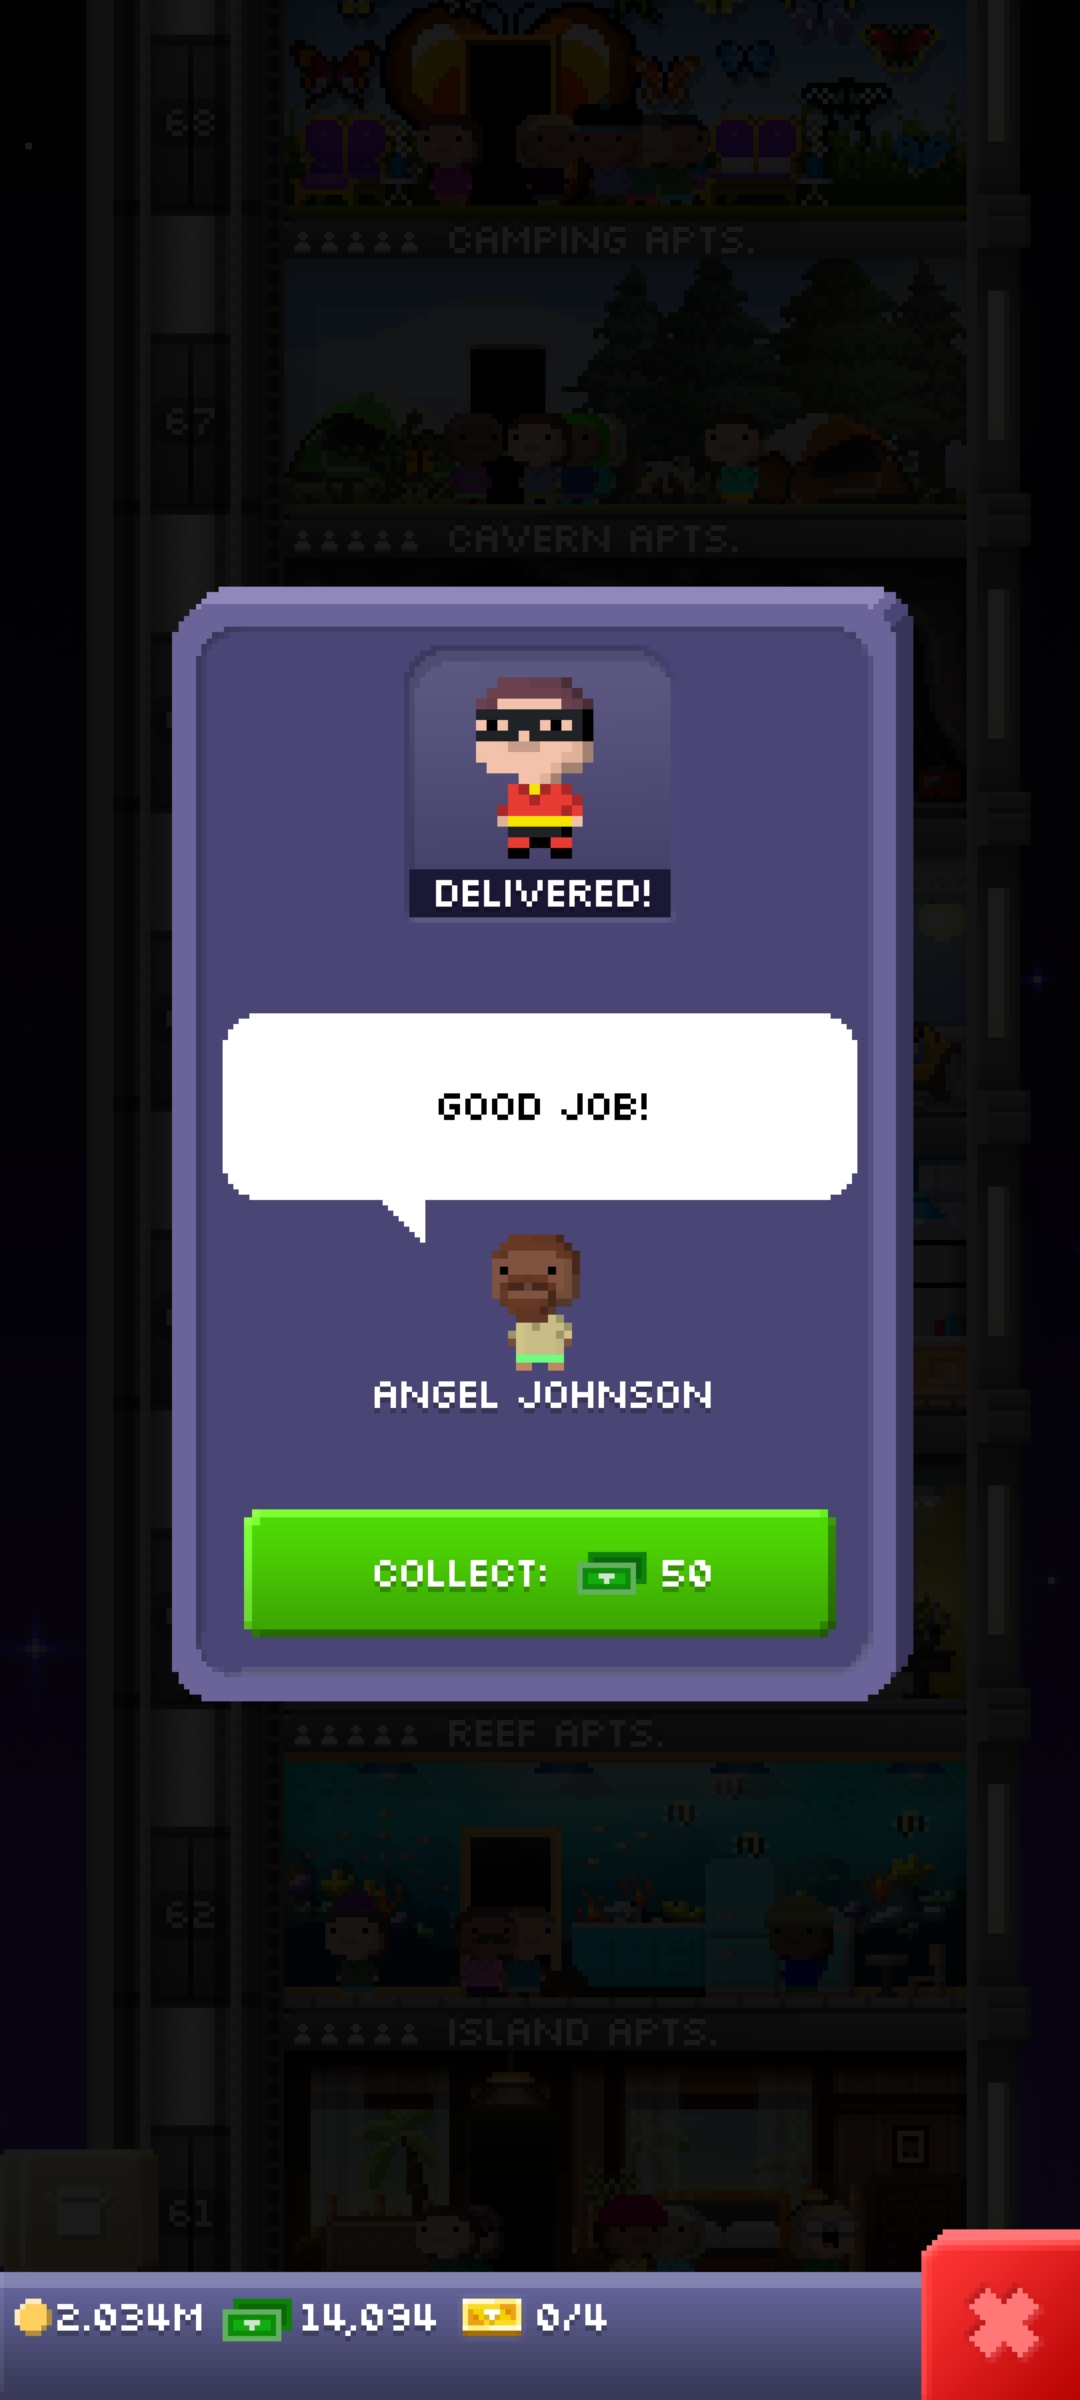 68
CAMPING APTS.
67
CAVERN APTS.
DELIVERED!
GOOD JOB!
ANGEL JOHNSON
COLLECT: 50
REEF APTS.
62
ISLAND APTS.
61
2.034M 14,094 0/4